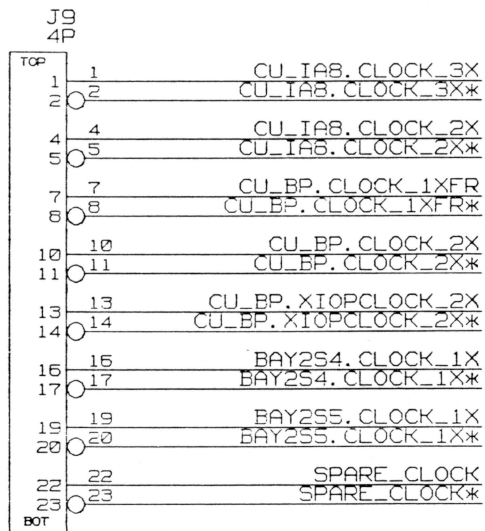 J9
4P
TOP
1 1 CU_IA8.CLOCK_3X
2 2 CU_IA8.CLOCK_3X*
4 4 CU_IA8.CLOCK_2X
5 5 CU_IA8.CLOCK_2X*
7 7 CU_BP.CLOCK_1XFR
8 8 CU_BP.CLOCK_1XFR*
10 10 CU_BP.CLOCK_2X
11 11 CU_BP.CLOCK_2X*
13 13 CU_BP.XIOPCLOCK_2X
14 14 CU_BP.XIOPCLOCK_2X*
16 16 BAY2S4.CLOCK_1X
17 17 BAY2S4.CLOCK_1X*
19 19 BAY2S5.CLOCK_1X
20 20 BAY2S5.CLOCK_1X*
22 22 SPARE_CLOCK
23 23 SPARE_CLOCK*
BOT